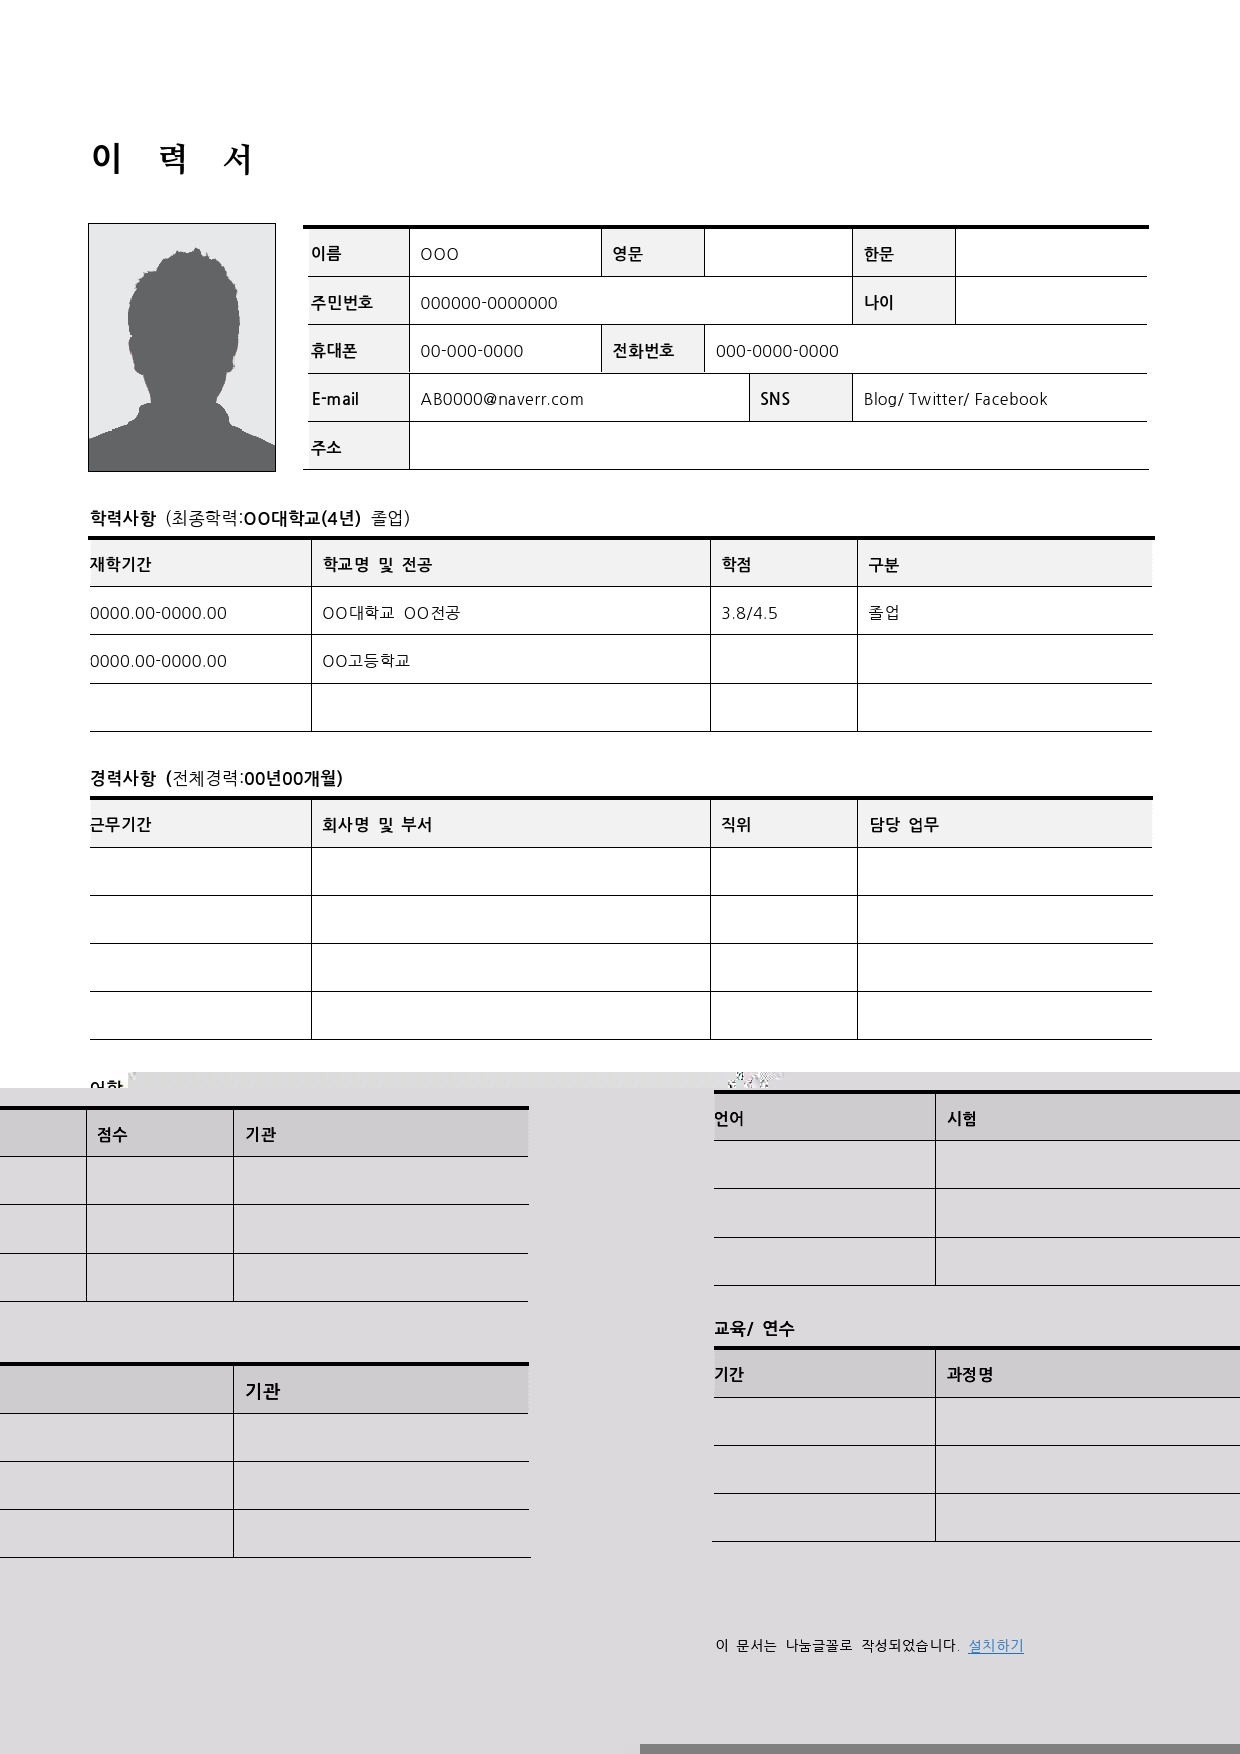 이 력 서
이름 OOO 영문 한문
주민번호 000000-0000000 나이
휴대폰 00-000-0000 전화번호 000-0000-0000
E-mail AB0000@naverr.com SNS Blog/ Twitter/ Facebook
주소
학력사항 (최종학력:OO대학교(4년) 졸업)
재학기간 학교명 및 전공 학점 구분
0000.00-0000.00 OO대학교 OO전공 3.8/4.5 졸업
0000.00-0000.00 OO고등학교
경력사항 (전체경력:00년00개월)
근무기간 회사명 및 부서 직위 담당 업무
점수 기관 언어 시험
교육/ 연수
기관 기간 과정명
이 문서는 나눔글꼴로 작성되었습니다. 설치하기